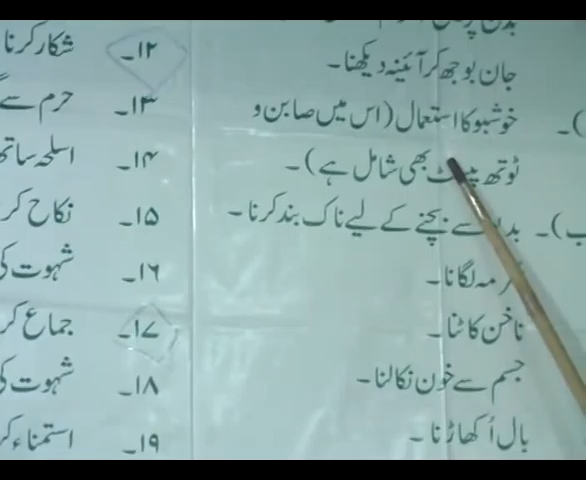 جان بوجھ کر آئینہ دیکھنا۔
)۔ خوشبو کا استعمال (اس میں صابن و
ٹوتھ پیسٹ بھی شامل ہے)۔
ب)۔ بدبو سے بچنے کے لیے ناک بند کرنا۔
سرمہ لگانا۔
ناخن کاٹنا۔
جسم سے خون نکالنا۔
بال اُکھاڑنا۔
۱۲۔ شکار کرنا
۱۳۔ حرم سے
۱۴۔ اسلحہ ساتھ
۱۵۔ نکاح کر
۱۶۔ شہوت کی
۱۷۔ جماع کر
۱۸۔ شہوت کی
۱۹۔ استمناء کر